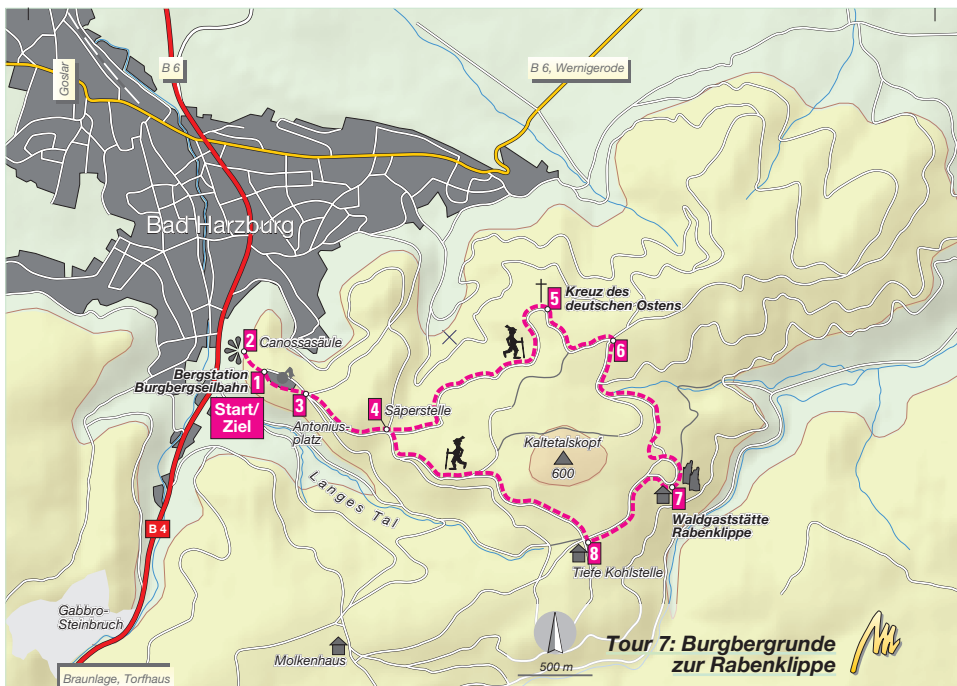 Goslar
B 6
B 6, Wernigerode
Bad Harzburg
5
Kreuz des
deutschen Ostens
2
Canossasäule
6
Bergstation
Burgbergseilbahn
1
3
Start/
Ziel
4
Säperstelle
Antonius-
platz
Kaltetalskopf
600
Langes Tal
7
Waldgaststätte
Rabenklippe
B 4
8
Tiefe Kohlstelle
Gabbro-
Steinbruch
Molkenhaus
500 m
Tour 7: Burgbergrunde
zur Rabenklippe
Braunlage, Torfhaus